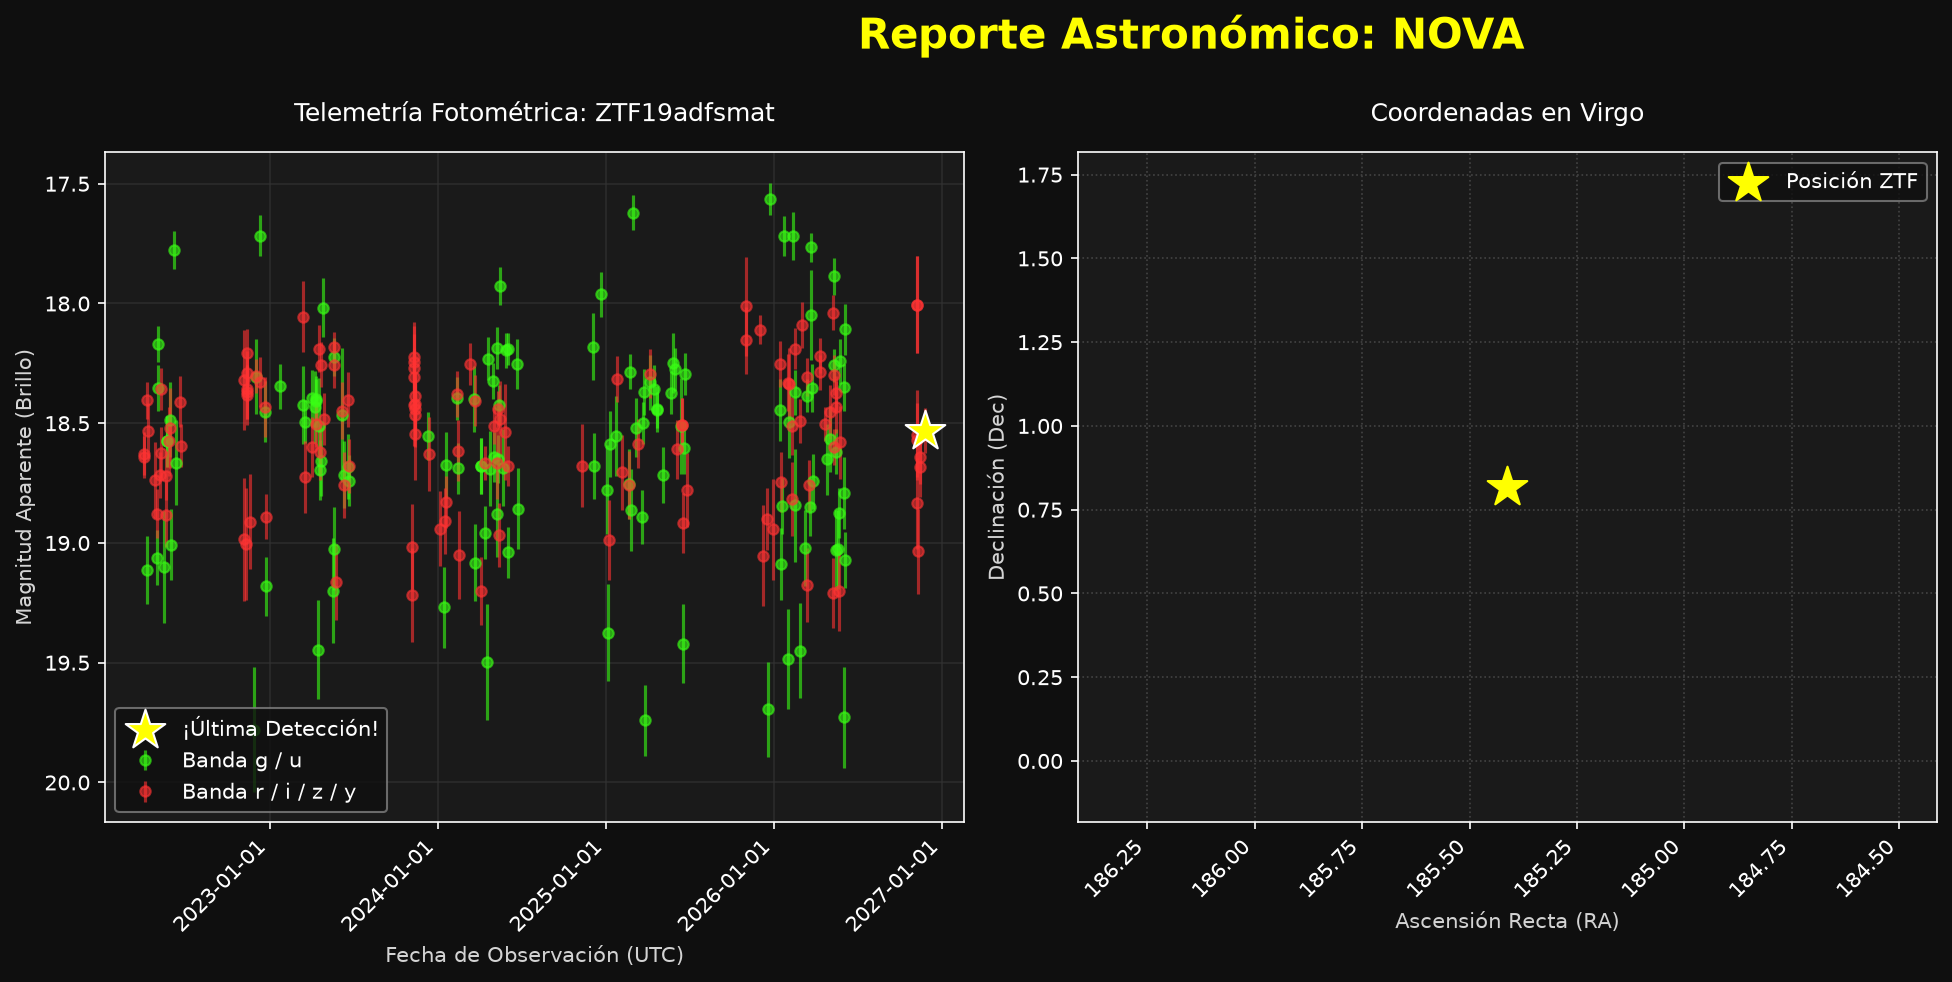 Reporte Astronómico: NOVA
Telemetría Fotométrica: ZTF19adfsmat
Magnitud Aparente (Brillo)
17.5
18.0
18.5
19.0
19.5
20.0
¡Última Detección!
Banda g / u
Banda r / i / z / y
2023-01-01
2024-01-01
2025-01-01
2026-01-01
2027-01-01
Fecha de Observación (UTC)
Coordenadas en Virgo
Declinación (Dec)
1.75
1.50
1.25
1.00
0.75
0.50
0.25
0.00
Posición ZTF
186.25
186.00
185.75
185.50
185.25
185.00
184.75
184.50
Ascensión Recta (RA)